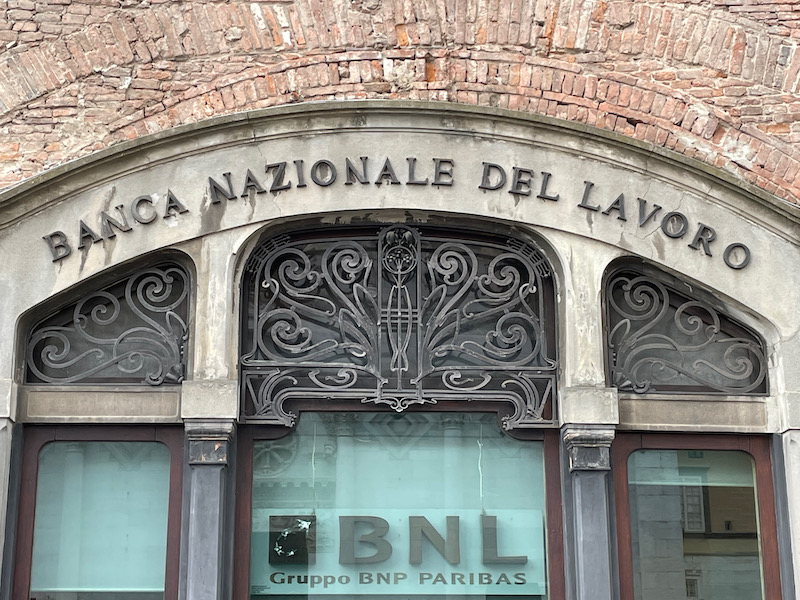 BANCA NAZIONALE DEL LAVORO
BNL
Gruppo BNP PARIBAS